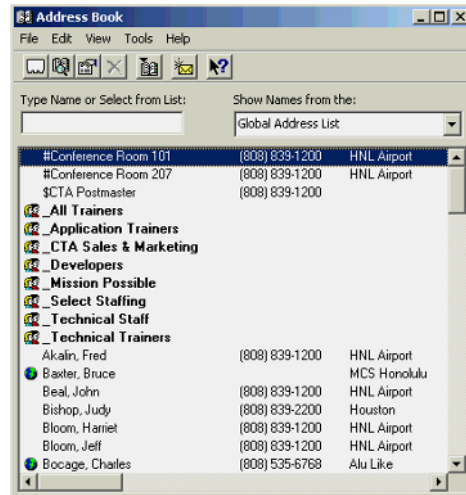 Address Book
File Edit View Tools Help
Type Name or Select from List: Show Names from the:
Global Address List
#Conference Room 101 (808) 839-1200 HNL Airport
#Conference Room 207 (808) 839-1200 HNL Airport
$CTA Postmaster (808) 839-1200
_All Trainers
_Application Trainers
_CTA Sales & Marketing
_Developers
_Mission Possible
_Select Staffing
_Technical Staff
_Technical Trainers
Akalin, Fred (808) 839-1200 HNL Airport
Baxter, Bruce MCS Honolulu
Beal, John (808) 839-1200 HNL Airport
Bishop, Judy (808) 839-2200 Houston
Bloom, Harriet (808) 839-1200 HNL Airport
Bloom, Jeff (808) 839-1200 HNL Airport
Bocage, Charles (808) 535-6768 Alu Like